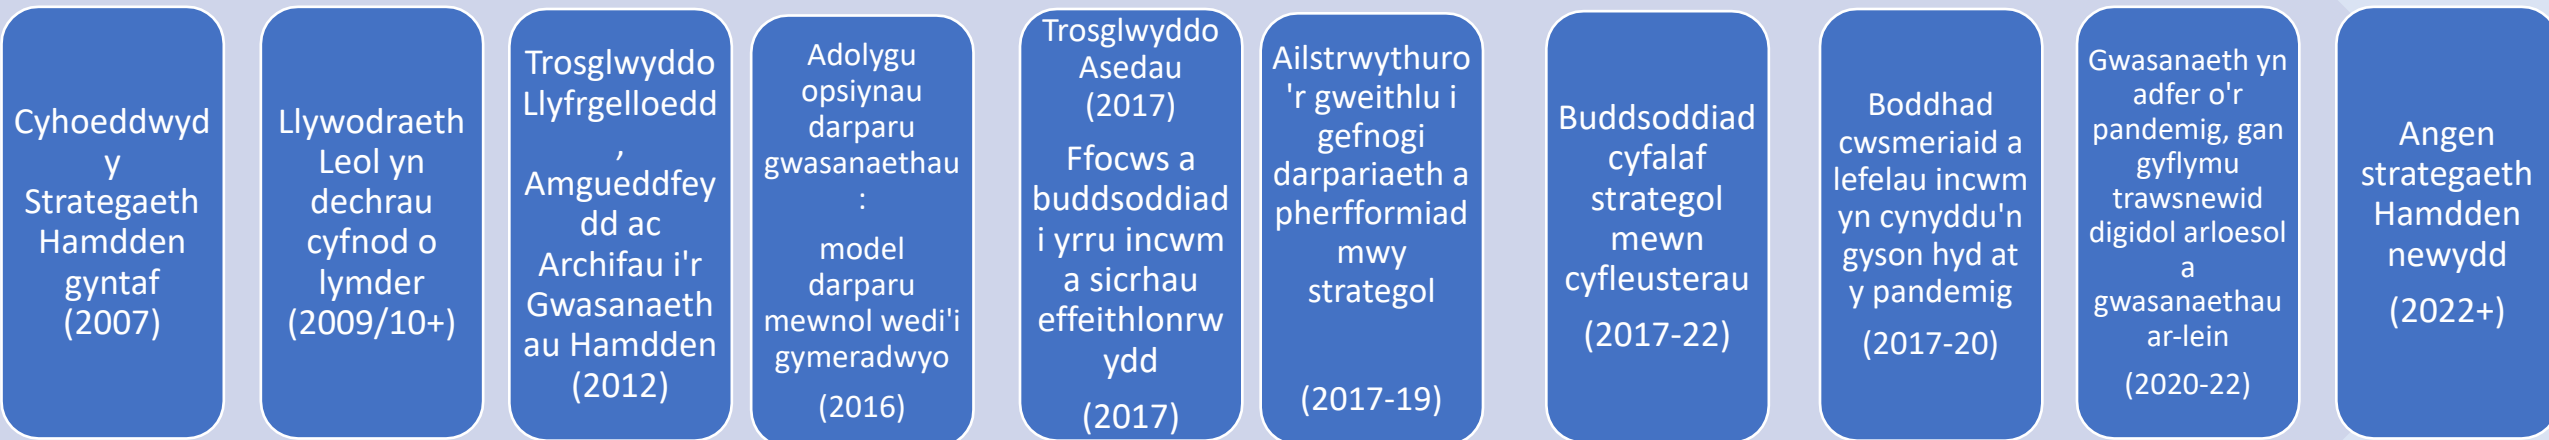 Cyhoeddwyd
y
Strategaeth
Hamdden
gyntaf
(2007)
Llywodraeth
Leol yn
dechrau
cyfnod o
lymder
(2009/10+)
Trosglwyddo
Llyfrgelloedd
,
Amgueddfey
dd ac
Archifau i'r
Gwasanaeth
au Hamdden
(2012)
Adolygu
opsiynau
darparu
gwasanaethau
:
model
darparu
mewnol wedi'i
gymeradwyo
(2016)
Trosglwyddo
Asedau
(2017)
Ffocws a
buddsoddiad
i yrru incwm
a sicrhau
effeithlonrw
ydd
(2017)
Ailstrwythuro
'r gweithlu i
gefnogi
darpariaeth a
pherfformiad
mwy
strategol
(2017-19)
Buddsoddiad
cyfalaf
strategol
mewn
cyfleusterau
(2017-22)
Boddhad
cwsmeriaid a
lefelau incwm
yn cynyddu'n
gyson hyd at
y pandemig
(2017-20)
Gwasanaeth yn
adfer o'r
pandemig, gan
gyflymu
trawsnewid
digidol arloesol
a
gwasanaethau
ar-lein
(2020-22)
Angen
strategaeth
Hamdden
newydd
(2022+)